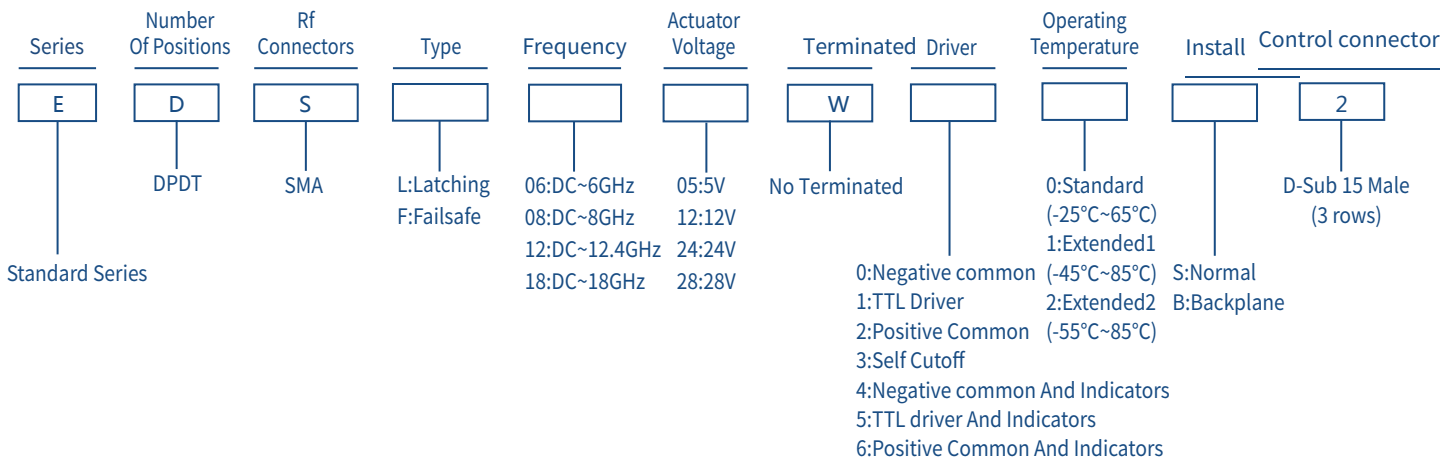 Series
Number
Of Positions
Rf
Connectors
Type
Frequency
Actuator
Voltage
Terminated
Driver
Operating
Temperature
Install
Control connector
E
D
S
W
2
Standard Series
DPDT
SMA
L:Latching
F:Failsafe
06:DC~6GHz
08:DC~8GHz
12:DC~12.4GHz
18:DC~18GHz
05:5V
12:12V
24:24V
28:28V
No Terminated
0:Negative common
1:TTL Driver
2:Positive Common
3:Self Cutoff
4:Negative common And Indicators
5:TTL driver And Indicators
6:Positive Common And Indicators
0:Standard
(-25°C~65°C)
1:Extended1
(-45°C~85°C)
2:Extended2
(-55°C~85°C)
S:Normal
B:Backplane
D-Sub 15 Male
(3 rows)